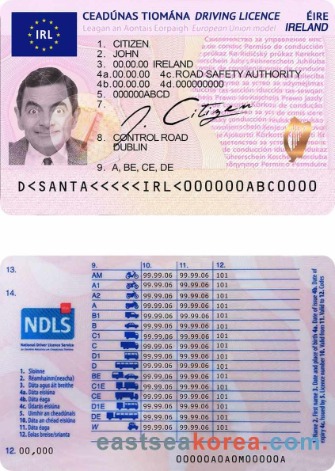 IRL
CEADÚNAS TIOMÁNA DRIVING LICENCE
ÉIRE
Leagan an Aontais Eorpaigh European Union model
IRELAND
1. CITIZEN
2. JOHN
3. 00.00.00 IRELAND
4a.00.00.00 4c.ROAD SAFETY AUTHORITY
4b.00.00.00 4d.00000000
5. 000000ABCD
7.
J. Citizen
8. CONTROL ROAD
DUBLIN
9. A, BE, CE, DE
D<SANTA<<<<<IRL<000000ABC0000
9. 10. 11. 12.
13.
14.
AM 99.99.06 99.99.06 101
A1 99.99.06 99.99.06 101
A2 99.99.06 99.99.06 101
A 99.99.06 99.99.06 101
B1 99.99.06 99.99.06 101
B 99.99.06 99.99.06 101
C1 99.99.06 99.99.06 101
C 99.99.06 99.99.06 101
D1 99.99.06 99.99.06 101
D 99.99.06 99.99.06 101
BE 99.99.06 99.99.06 101
C1E 99.99.06 99.99.06 101
CE 99.99.06 99.99.06 101
D1E 99.99.06 99.99.06 101
DE 99.99.06 99.99.06 101
W 99.99.06 99.99.06 101
NDLS
National Driver Licence Service
1. Sloinne
2. Réamhainm(neacha)
3. Dáta agus áit breithe
4a. Dáta eisiúna
4b. Dáta éaga
4c. Údarás eisiúna
5. Uimhir an cheadúnais
10. Dáta an chéad eisiúna
11. Dáta éaga
12. Eolas breise/srianta
12. 00,000
eastseakorea.com
00000A0A0M00000A